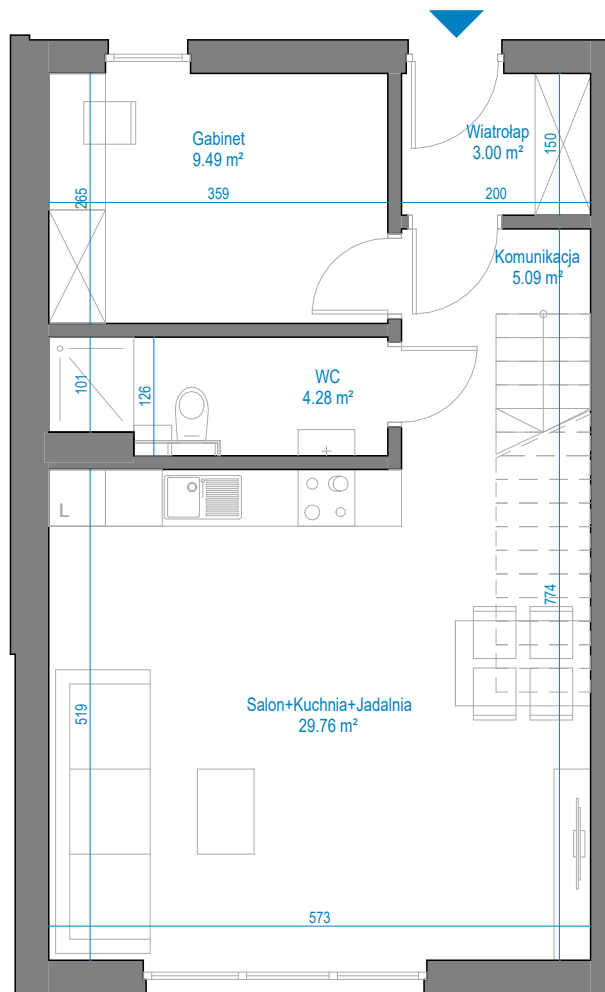 Gabinet
9.49 m²
359
265
Wiatrołap
3.00 m²
150
200
Komunikacja
5.09 m²
WC
4.28 m²
101
126
L
774
Salon+Kuchnia+Jadalnia
29.76 m²
519
573